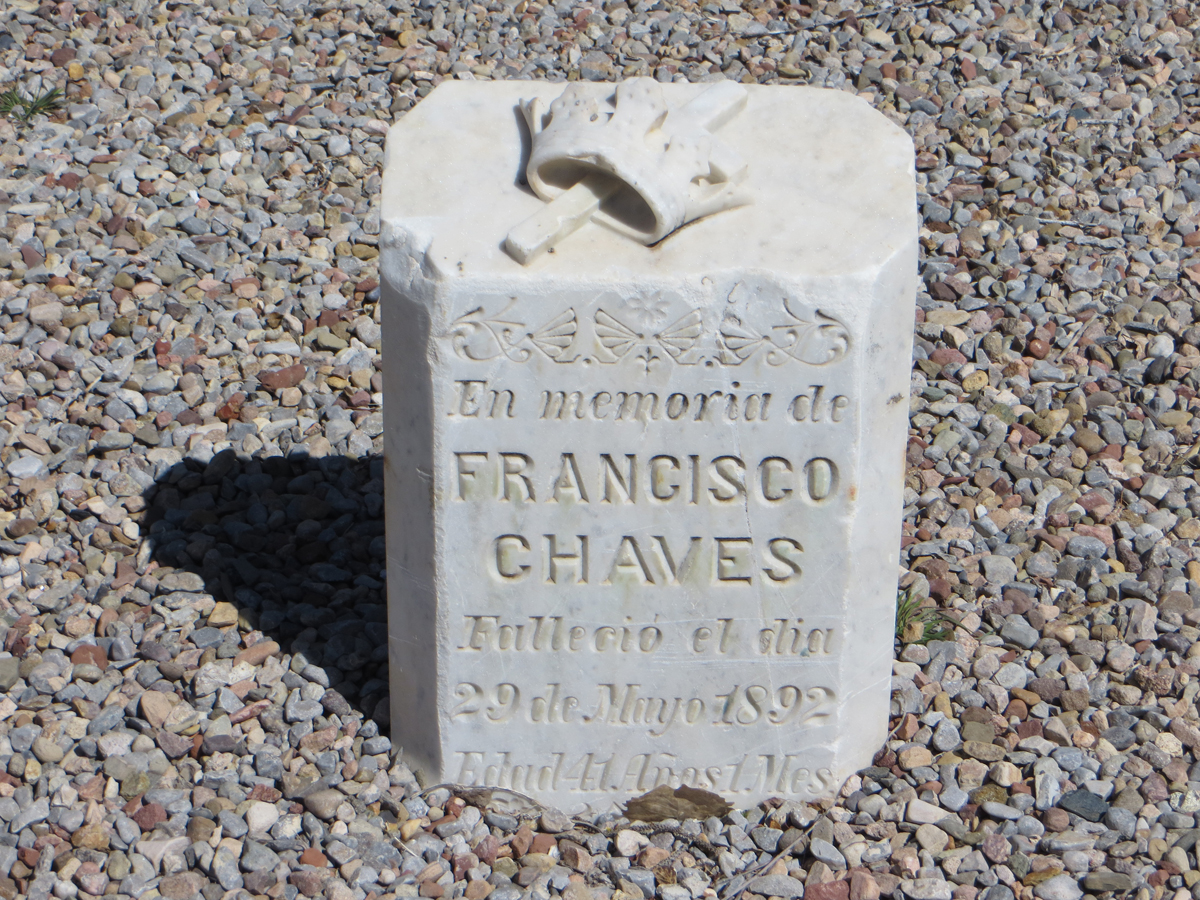 En memoria de
FRANCISCO
CHAVES
Fallecio el dia
29 de Mayo 1892
Edad 41. Años 1. Mes.